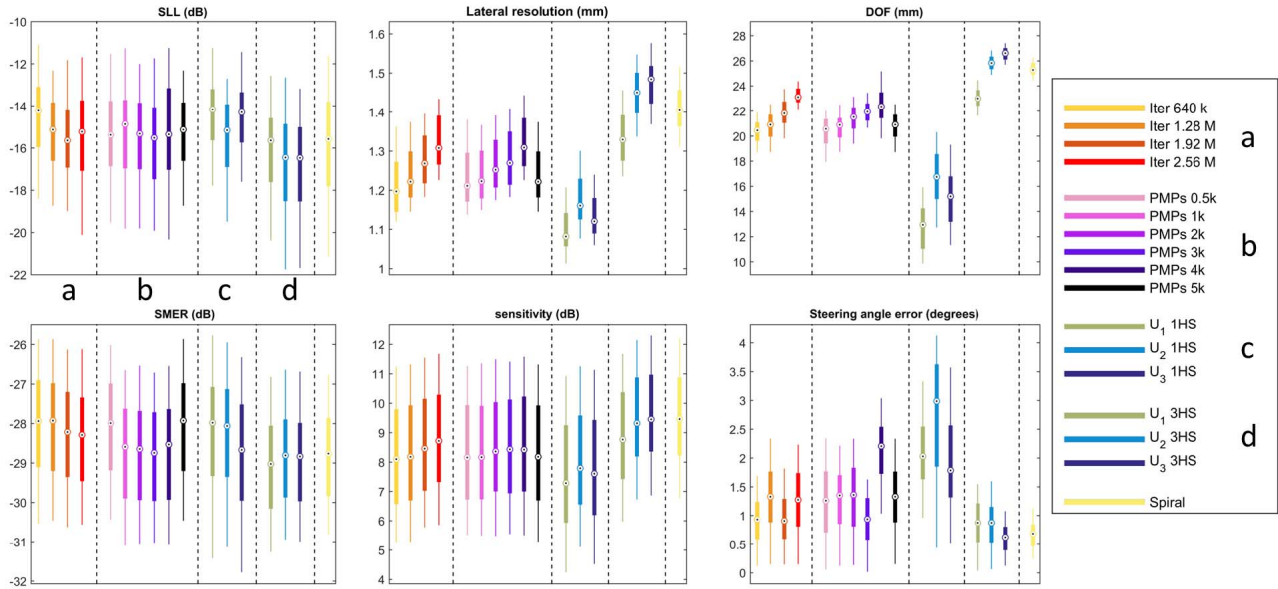 SLL (dB)
-10
-12
-14
-16
-18
-20
-22
a b c d
Lateral resolution (mm)
1.6
1.5
1.4
1.3
1.2
1.1
1
DOF (mm)
28
26
24
22
20
18
16
14
12
10
SMER (dB)
-26
-27
-28
-29
-30
-31
-32
sensitivity (dB)
12
11
10
9
8
7
6
5
4
Steering angle error (degrees)
4
3.5
3
2.5
2
1.5
1
0.5
0
Iter 640 k
Iter 1.28 M
Iter 1.92 M
Iter 2.56 M
a
PMPs 0.5k
PMPs 1k
PMPs 2k
PMPs 3k
PMPs 4k
PMPs 5k
b
U1 1HS
U2 1HS
U3 1HS
c
U1 3HS
U2 3HS
U3 3HS
d
Spiral